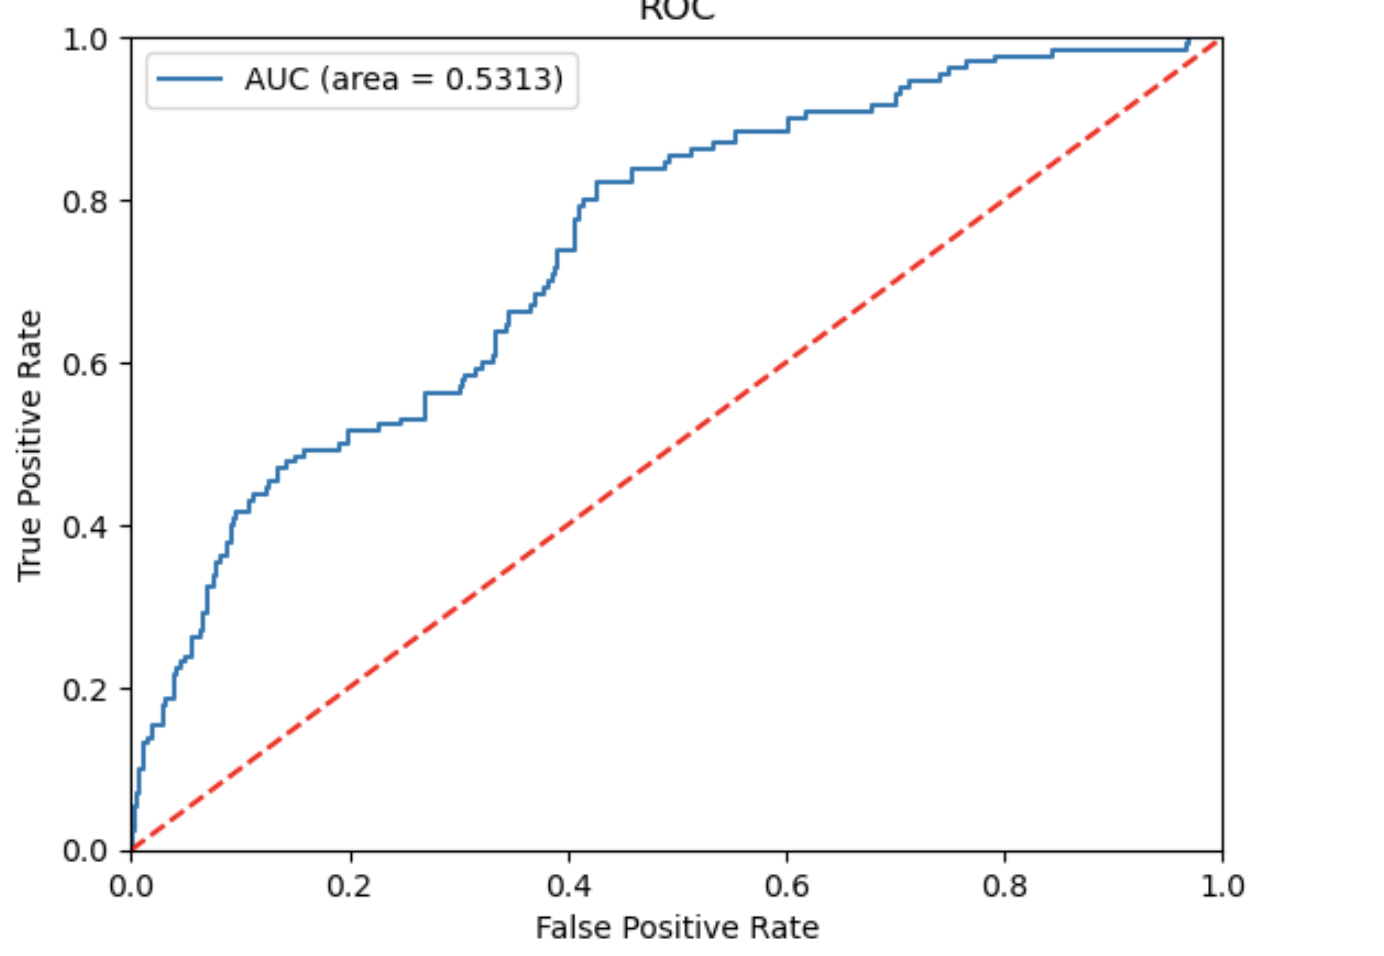 ROC
AUC (area = 0.5313)
1.0
0.8
0.6
0.4
0.2
0.0
True Positive Rate
0.0 0.2 0.4 0.6 0.8 1.0
False Positive Rate